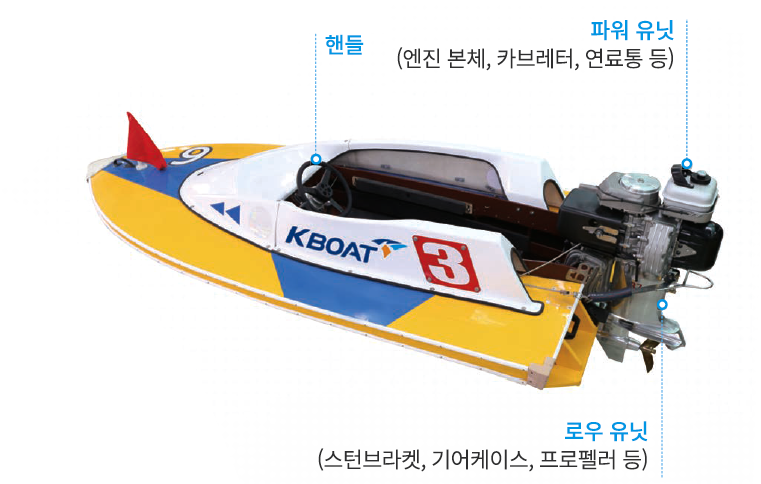 핸들
파워 유닛
(엔진 본체, 카브레터, 연료통 등)
9
KBOAT
3
로우 유닛
(스턴브라켓, 기어케이스, 프로펠러 등)